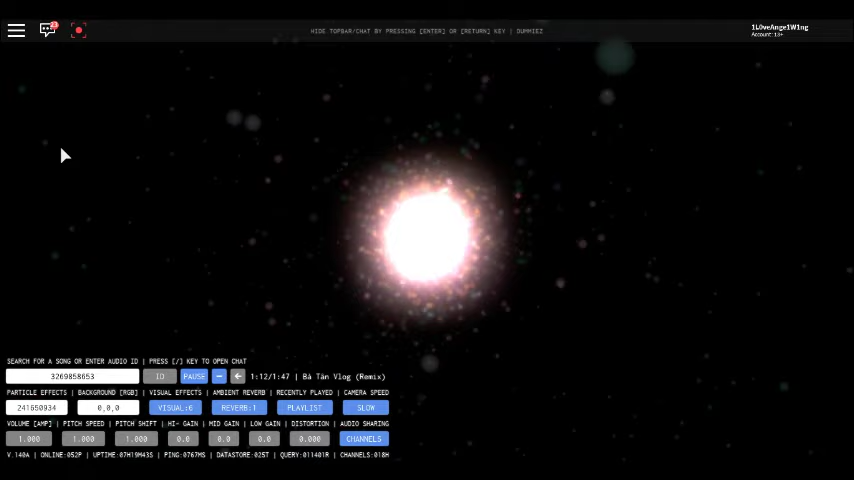 23
HIDE TOPBAR/CHAT BY PRESSING [ENTER] OR [RETURN] KEY | DUMMIEZ
1L0veAnge1W1ng
Account: 13+
SEARCH FOR A SONG OR ENTER AUDIO ID | PRESS [/] KEY TO OPEN CHAT
3269858653 ID PAUSE − ← 1:12/1:47 | Bà Tân Vlog (Remix)
PARTICLE EFFECTS | BACKGROUND [RGB] | VISUAL EFFECTS | AMBIENT REVERB | RECENTLY PLAYED | CAMERA SPEED
241650934 0,0,0 VISUAL:6 REVERB:1 PLAYLIST SLOW
VOLUME [AMP] | PITCH SPEED | PITCH SHIFT | HI- GAIN | MID GAIN | LOW GAIN | DISTORTION | AUDIO SHARING
1.000 1.000 1.000 0.0 0.0 0.0 0.000 CHANNELS
V.140A | ONLINE:052P | UPTIME:07H19M43S | PING:0767MS | DATASTORE:025T | QUERY:011401R | CHANNELS:018H